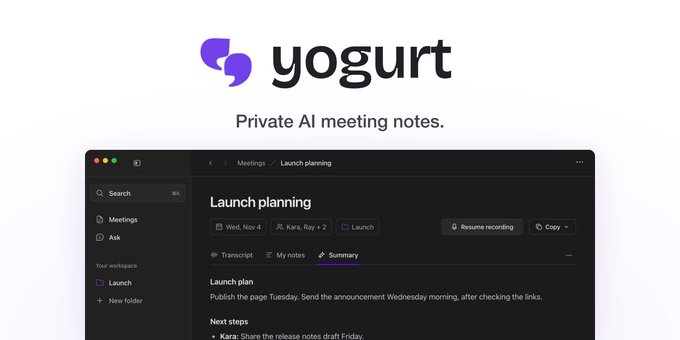 yogurt
Private AI meeting notes.
Meetings / Launch planning
Search ⌘K
Meetings
Ask
Your workspace
Launch
New folder
Launch planning
Wed, Nov 4
Kara, Ray + 2
Launch
Resume recording
Copy
Transcript
My notes
Summary
Launch plan
Publish the page Tuesday. Send the announcement Wednesday morning, after checking the links.
Next steps
• Kara: Share the release notes draft Friday.